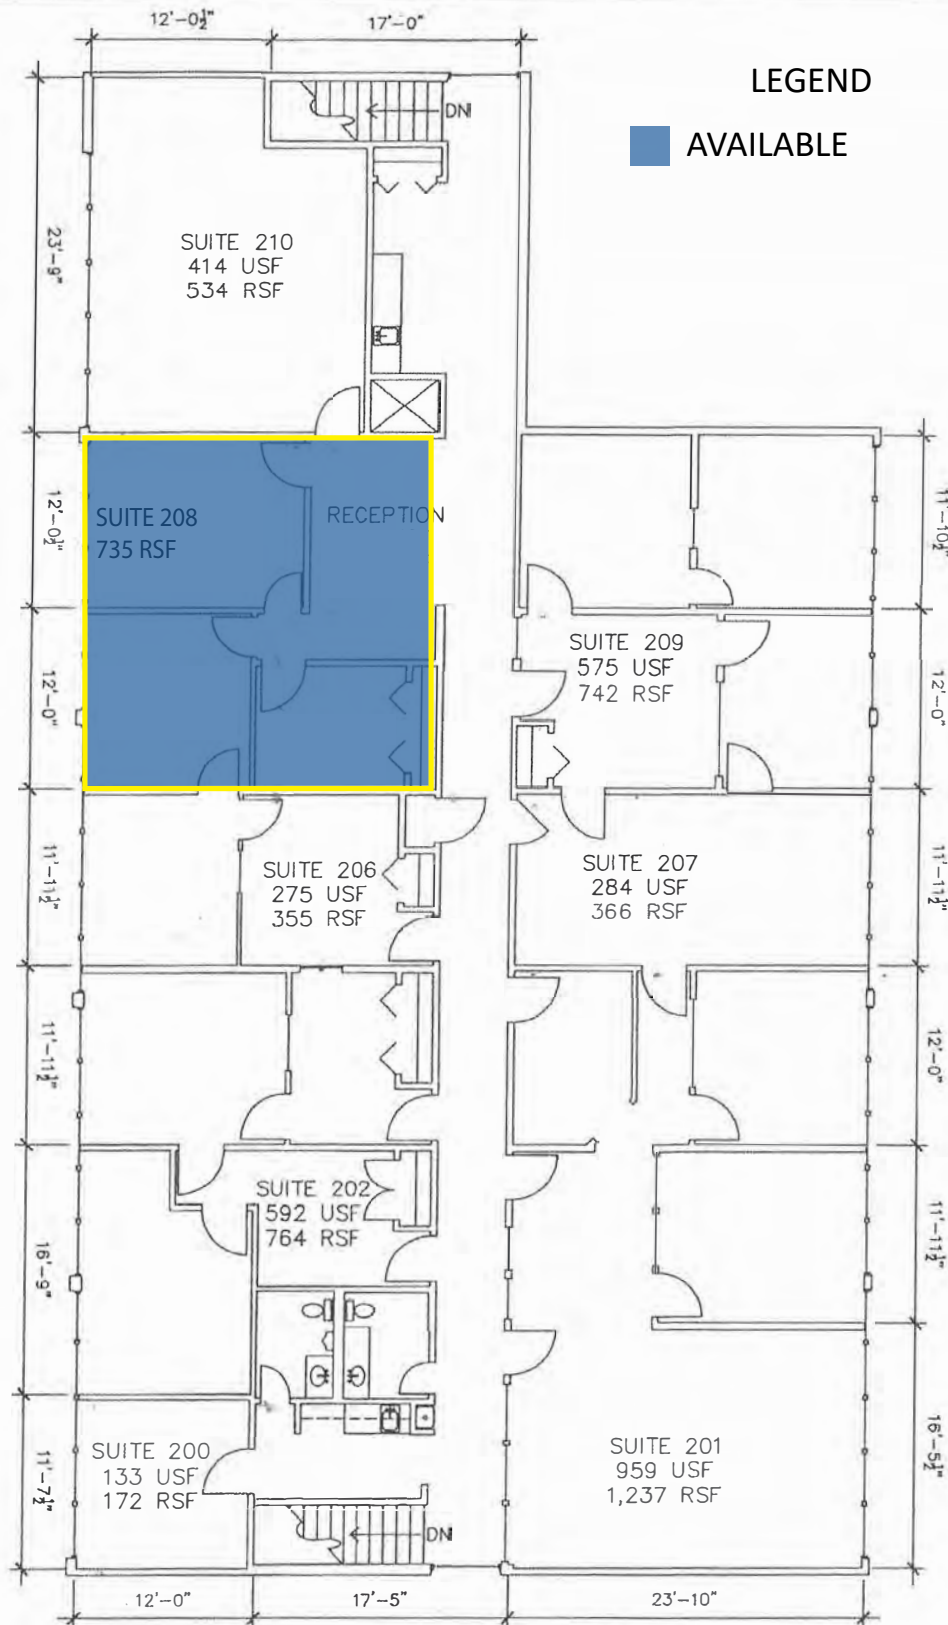 12'-0½"
17'-0"
LEGEND
AVAILABLE
DN
23'-9"
SUITE 210
414 USF
534 RSF
12'-0½"
SUITE 208
735 RSF
RECEPTION
11'-10½"
12'-0"
SUITE 209
575 USF
742 RSF
12'-0"
11'-11½"
SUITE 206
275 USF
355 RSF
SUITE 207
284 USF
366 RSF
11'-11½"
11'-11½"
12'-0"
SUITE 202
592 USF
764 RSF
16'-9"
11'-11½"
SUITE 200
133 USF
172 RSF
11'-7½"
SUITE 201
959 USF
1,237 RSF
16'-5½"
DN
12'-0"
17'-5"
23'-10"